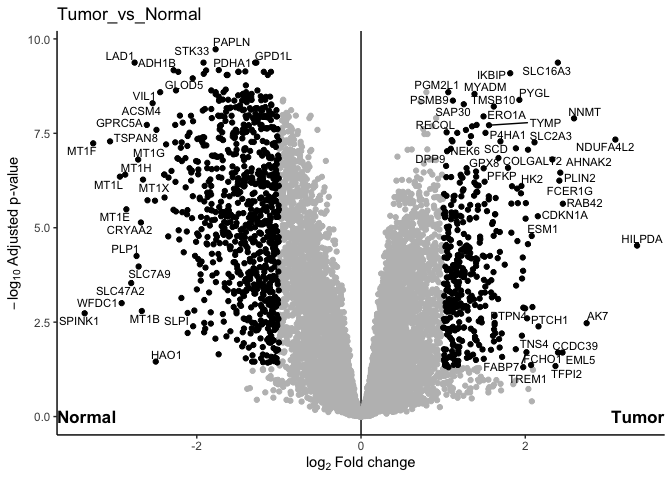 Tumor_vs_Normal
10.0
7.5
5.0
2.5
0.0
−log10 Adjusted p-value
PAPLN
STK33
LAD1
ADH1B
PDHA1
GPD1L
GLOD5
VIL1
ACSM4
GPRC5A
TSPAN8
MT1F
MT1G
MT1H
MT1L
MT1X
MT1E
CRYAA2
PLP1
SLC7A9
SLC47A2
WFDC1
SPINK1
MT1B
SLPI
HAO1
IKBIP
SLC16A3
PGM2L1
MYADM
PSMB9
TMSB10
PYGL
SAP30
ERO1A
NNMT
RECQL
TYMP
P4HA1
SLC2A3
NDUFA4L2
NEK6
SCD
DPP9
GPX8
COLGALT2
AHNAK2
PFKP
HK2
PLIN2
FCER1G
RAB42
CDKN1A
ESM1
HILPDA
PTPN4
PTCH1
AK7
TNS4
CCDC39
FCHO1
EML5
FABP7
TFPI2
TREM1
Normal
Tumor
-2
0
2
log2 Fold change